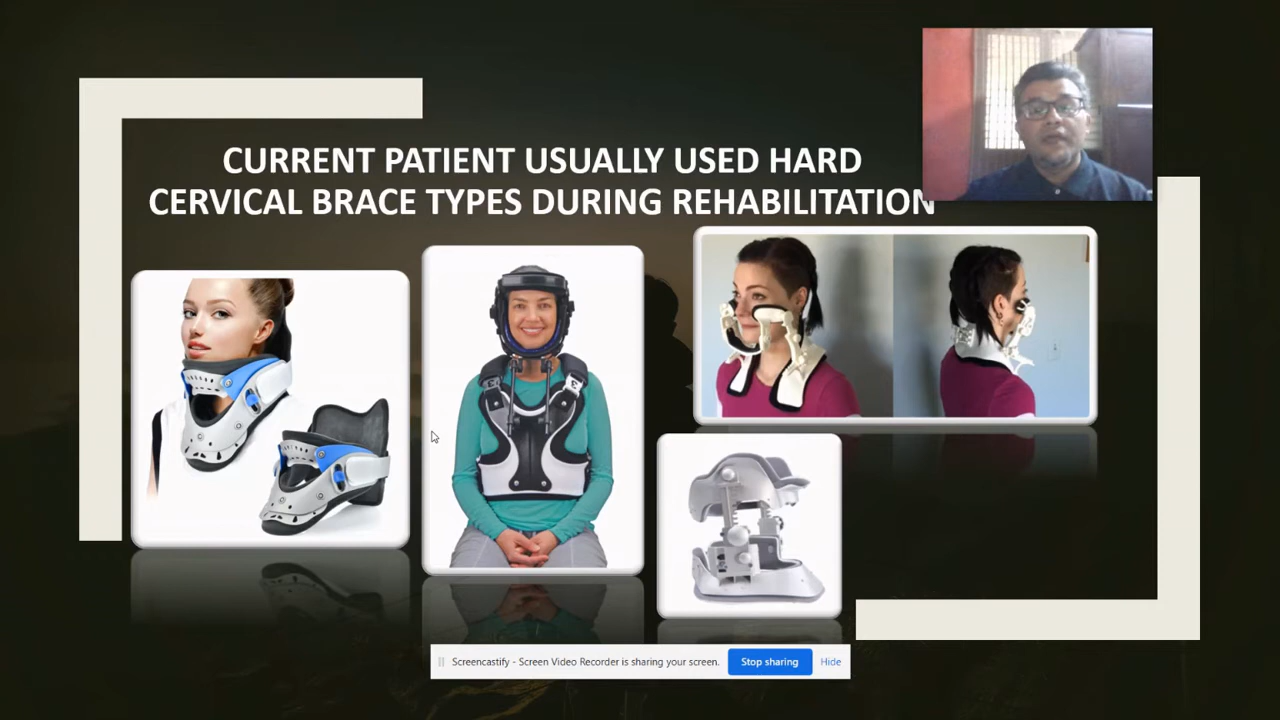 CURRENT PATIENT USUALLY USED HARD
CERVICAL BRACE TYPES DURING REHABILITATION
Screencastify - Screen Video Recorder is sharing your screen.
Stop sharing
Hide